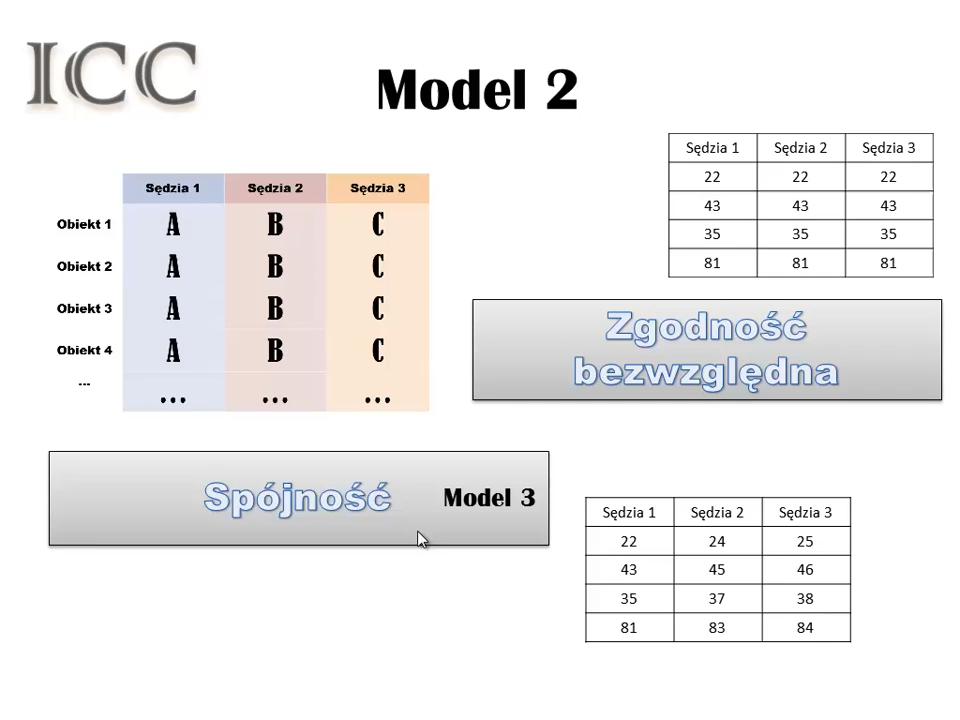 ICC
Model 2
Sędzia 1 Sędzia 2 Sędzia 3
22 22 22
43 43 43
35 35 35
81 81 81
Sędzia 1 Sędzia 2 Sędzia 3
Obiekt 1 A B C
Obiekt 2 A B C
Obiekt 3 A B C
Obiekt 4 A B C
... ... ... ...
Zgodność
bezwzględna
Spójność Model 3
Sędzia 1 Sędzia 2 Sędzia 3
22 24 25
43 45 46
35 37 38
81 83 84